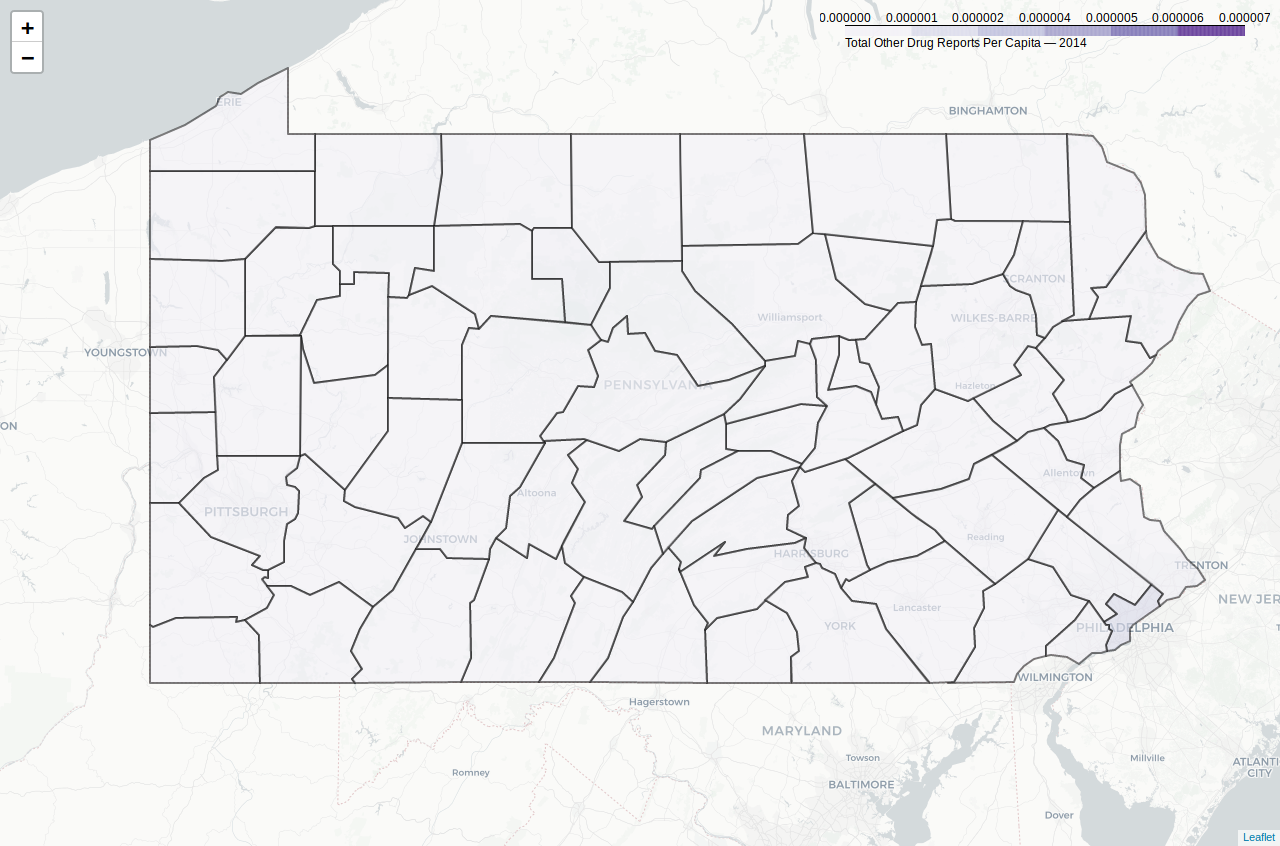 +
−
0.000000 0.000001 0.000002 0.000004 0.000005 0.000006 0.000007
Total Other Drug Reports Per Capita — 2014
ERIE
BINGHAMTON
SCRANTON
Williamsport
WILKES-BARRE
YOUNGSTOWN
PENNSYLVANIA
Hazleton
ON
Allentown
Altoona
PITTSBURGH
JOHNSTOWN
Reading
HARRISBURG
TRENTON
NEW JER
Lancaster
YORK
PHILADELPHIA
T
WILMINGTON
Hagerstown
MARYLAND
Towson
Millville
ATLANTI
CITY
Romney
BALTIMORE
Dover
Leaflet